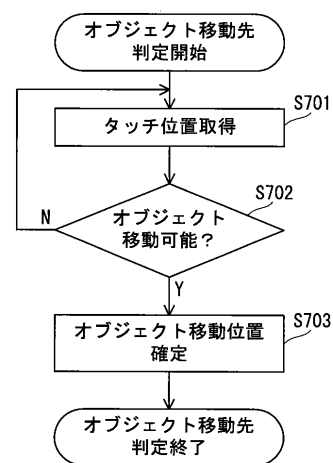 オブジェクト移動先
判定開始
S701
タッチ位置取得
S702
オブジェクト
移動可能？
N
Y
S703
オブジェクト移動位置
確定
オブジェクト移動先
判定終了